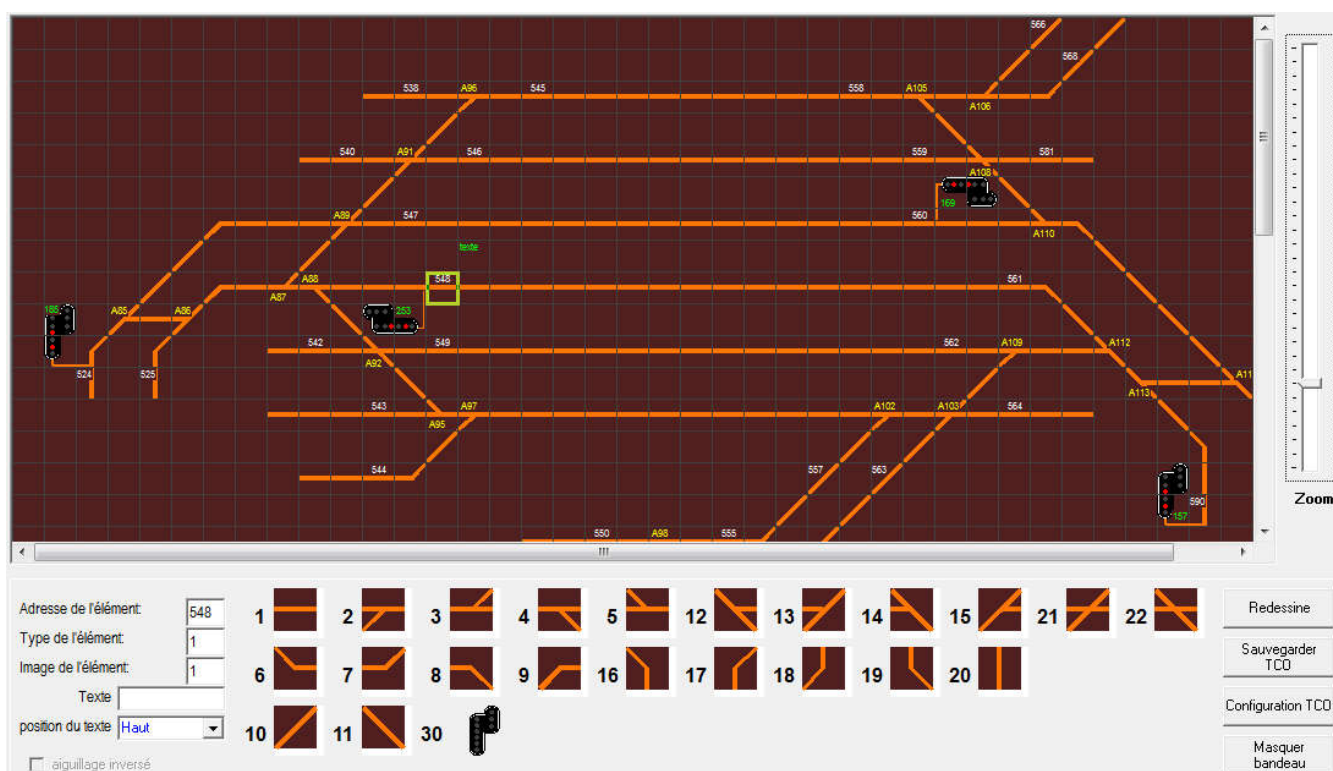 566
568
538 A96 545 558 A105
A106
540 A91 546 559 581
A108
169
A89 547 560
A110
texte
A88 548 561
A87
185 A85 A86 253
542 549 562 A109 A112
A92
524 525
A11
A113
543 A97 A102 A103 564
A95
544 557 563
590
157
550 A98 555
Zoom
Adresse de l'élément: 548
Type de l'élément: 1
Image de l'élément: 1
Texte
position du texte Haut
aiguillage inversé
1 2 3 4 5 12 13 14 15 21 22
6 7 8 9 16 17 18 19 20
10 11 30
Redessine
Sauvegarder
TCO
Configuration TCO
Masquer
bandeau